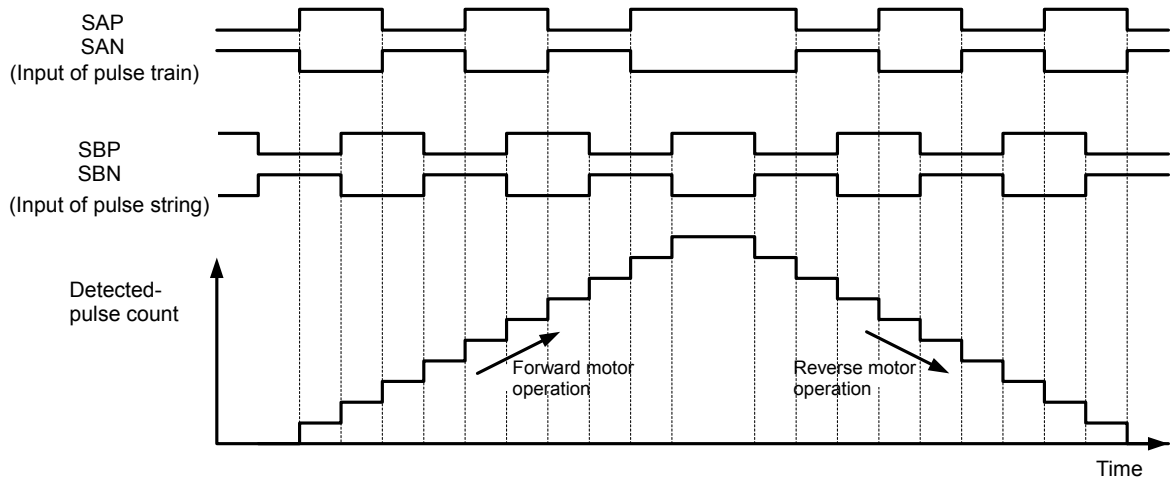 SAP
SAN
(Input of pulse train)
SBP
SBN
(Input of pulse string)
Detected-
pulse count
Forward motor
operation
Reverse motor
operation
Time